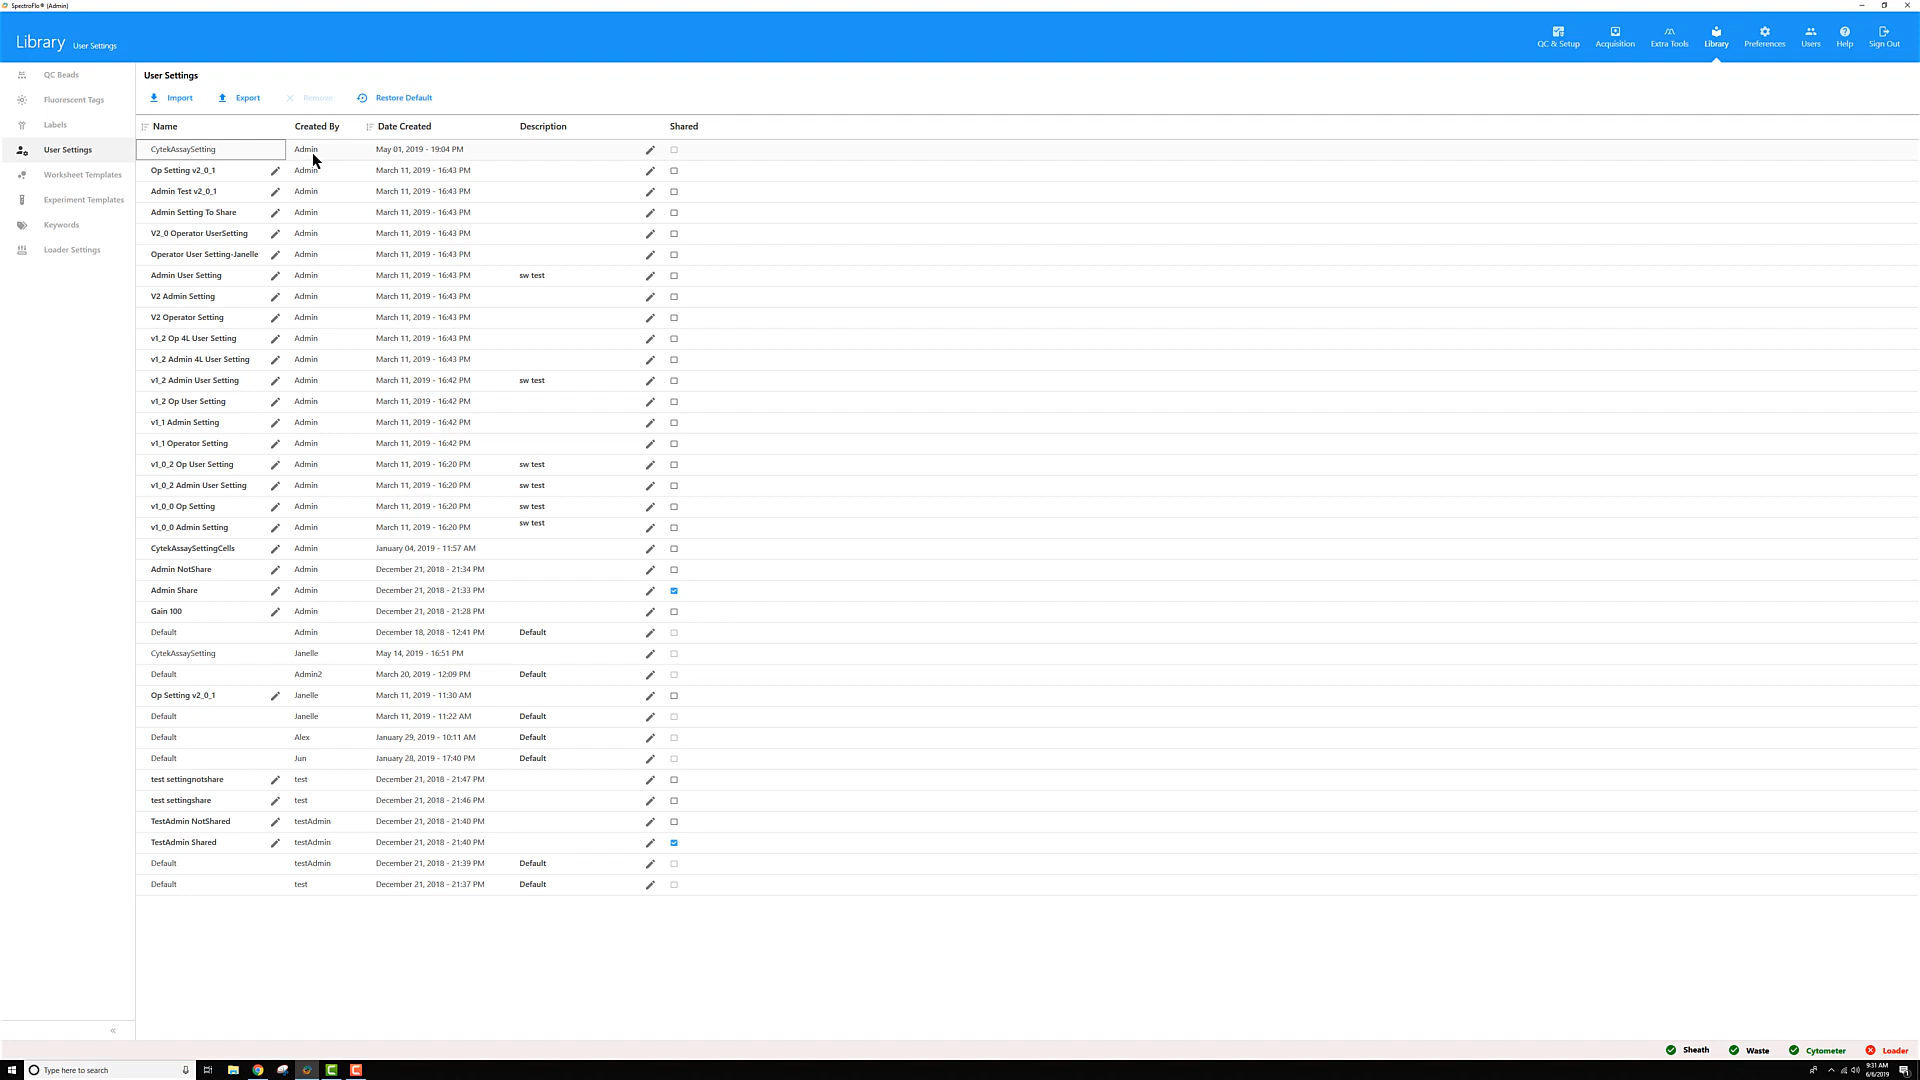 SpectroFlo® (Admin)
Library User Settings
QC & Setup Acquisition Extra Tools Library Preferences Users Help Sign Out
QC Beads
Fluorescent Tags
Labels
User Settings
Worksheet Templates
Experiment Templates
Keywords
Loader Settings
User Settings
Import Export Remove Restore Default
Name Created By Date Created Description Shared
CytekAssaySetting Admin May 01, 2019 - 19:04 PM
Op Setting v2_0_1 Admin March 11, 2019 - 16:43 PM
Admin Test v2_0_1 Admin March 11, 2019 - 16:43 PM
Admin Setting To Share Admin March 11, 2019 - 16:43 PM
V2_0 Operator UserSetting Admin March 11, 2019 - 16:43 PM
Operator User Setting-Janelle Admin March 11, 2019 - 16:43 PM
Admin User Setting Admin March 11, 2019 - 16:43 PM sw test
V2 Admin Setting Admin March 11, 2019 - 16:43 PM
V2 Operator Setting Admin March 11, 2019 - 16:43 PM
v1_2 Op 4L User Setting Admin March 11, 2019 - 16:43 PM
v1_2 Admin 4L User Setting Admin March 11, 2019 - 16:43 PM
v1_2 Admin User Setting Admin March 11, 2019 - 16:42 PM sw test
v1_2 Op User Setting Admin March 11, 2019 - 16:42 PM
v1_1 Admin Setting Admin March 11, 2019 - 16:42 PM
v1_1 Operator Setting Admin March 11, 2019 - 16:42 PM
v1_0_2 Op User Setting Admin March 11, 2019 - 16:20 PM sw test
v1_0_2 Admin User Setting Admin March 11, 2019 - 16:20 PM sw test
v1_0_0 Op Setting Admin March 11, 2019 - 16:20 PM sw test
v1_0_0 Admin Setting Admin March 11, 2019 - 16:20 PM sw test
CytekAssaySettingCells Admin January 04, 2019 - 11:57 AM
Admin NotShare Admin December 21, 2018 - 21:34 PM
Admin Share Admin December 21, 2018 - 21:33 PM
Gain 100 Admin December 21, 2018 - 21:28 PM
Default Admin December 18, 2018 - 12:41 PM Default
CytekAssaySetting Janelle May 14, 2019 - 16:51 PM
Default Admin2 March 20, 2019 - 12:09 PM Default
Op Setting v2_0_1 Janelle March 11, 2019 - 11:30 AM
Default Janelle March 11, 2019 - 11:22 AM Default
Default Alex January 29, 2019 - 10:11 AM Default
Default Jun January 28, 2019 - 17:40 PM Default
test settingnotshare test December 21, 2018 - 21:47 PM
test settingshare test December 21, 2018 - 21:46 PM
TestAdmin NotShared testAdmin December 21, 2018 - 21:40 PM
TestAdmin Shared testAdmin December 21, 2018 - 21:40 PM
Default testAdmin December 21, 2018 - 21:39 PM Default
Default test December 21, 2018 - 21:37 PM Default
Sheath Waste Cytometer Loader
Type here to search
9:31 AM
6/6/2019